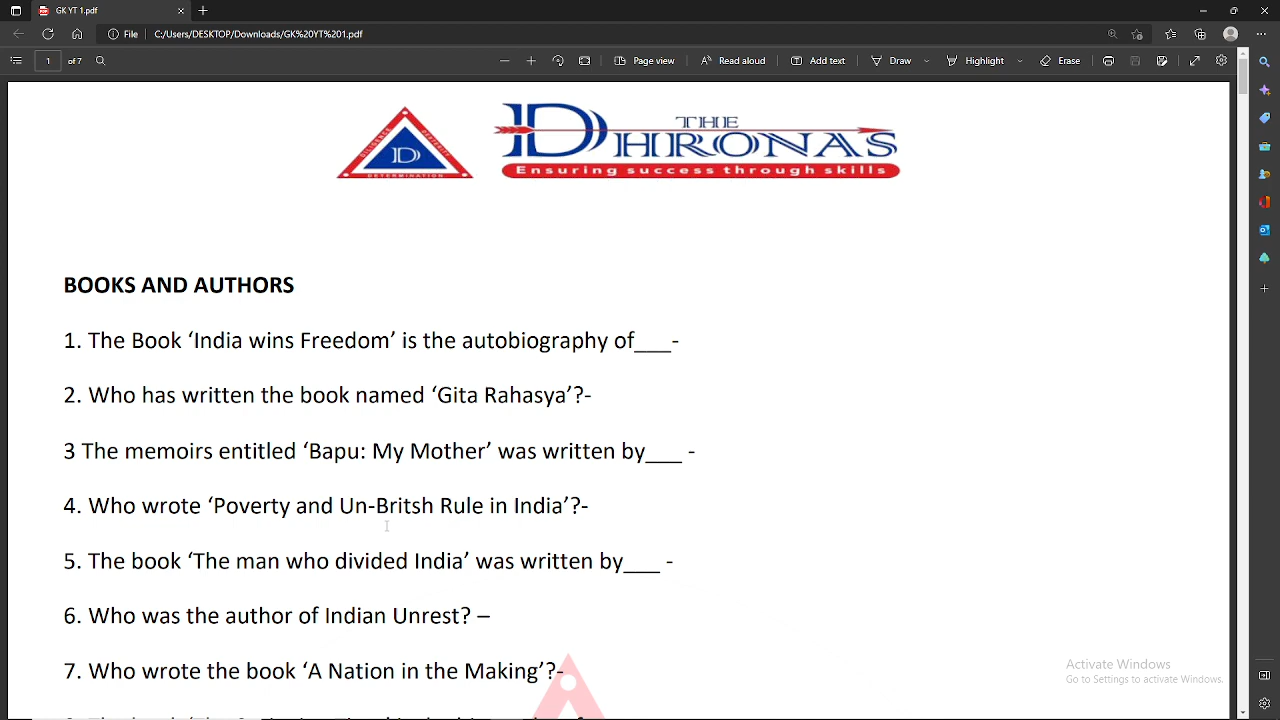 GK YT 1.pdf
File C:/Users/DESKTOP/Downloads/GK%20YT%201.pdf
1 of 7 Page view Read aloud Add text Draw Highlight Erase
DETERMINATION
D
THE
DHRONAS
Ensuring success through skills
BOOKS AND AUTHORS
1. The Book ‘India wins Freedom’ is the autobiography of___-
2. Who has written the book named ‘Gita Rahasya’?-
3 The memoirs entitled ‘Bapu: My Mother’ was written by___ -
4. Who wrote ‘Poverty and Un-Britsh Rule in India’?-
5. The book ‘The man who divided India’ was written by___ -
6. Who was the author of Indian Unrest? –
7. Who wrote the book ‘A Nation in the Making’?-
Activate Windows
Go to Settings to activate Windows.